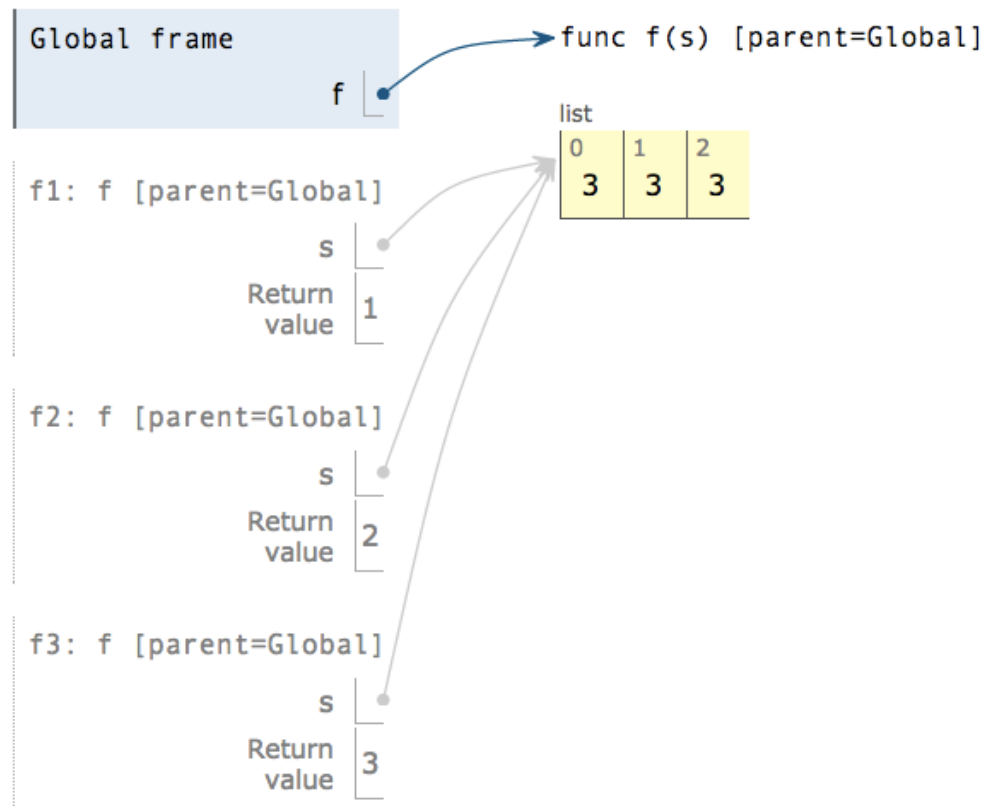 Global frame
f
func f(s) [parent=Global]
list
0 1 2
3 3 3
f1: f [parent=Global]
s
Return
value 1
f2: f [parent=Global]
s
Return
value 2
f3: f [parent=Global]
s
Return
value 3